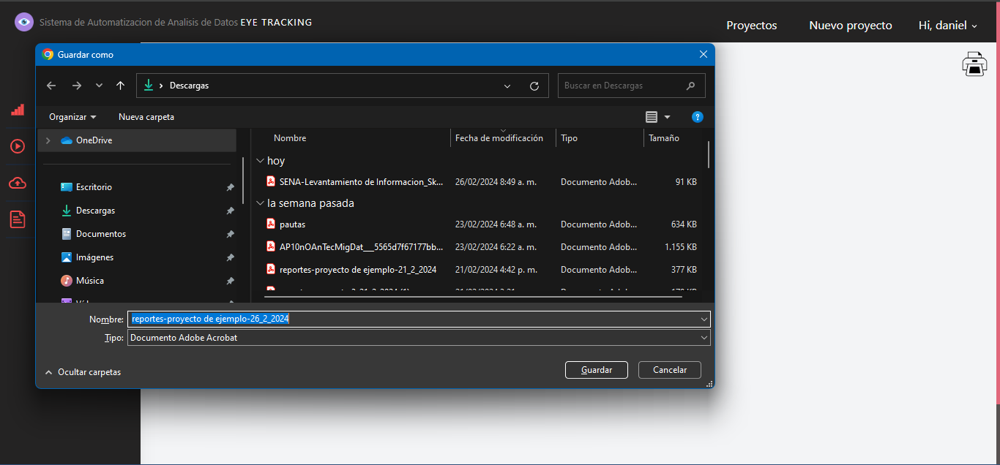 Sistema de Automatizacion de Analisis de Datos EYE TRACKING
Proyectos
Nuevo proyecto
Hi, daniel
Guardar como
Descargas
Buscar en Descargas
Organizar
Nueva carpeta
?
OneDrive
Escritorio
Descargas
Documentos
Imágenes
Música
Nombre Fecha de modificación Tipo Tamaño
hoy
SENA-Levantamiento de Informacion_Sk... 26/02/2024 8:49 a. m. Documento Adob... 91 KB
la semana pasada
pautas 23/02/2024 6:48 a. m. Documento Adob... 634 KB
AP10nOAnTecMigDat___5565d7f67177bb... 23/02/2024 6:22 a. m. Documento Adob... 1.155 KB
reportes-proyecto de ejemplo-21_2_2024 21/02/2024 4:42 p. m. Documento Adob... 377 KB
Nombre: reportes-proyecto de ejemplo-26_2_2024
Tipo: Documento Adobe Acrobat
Ocultar carpetas
Guardar
Cancelar